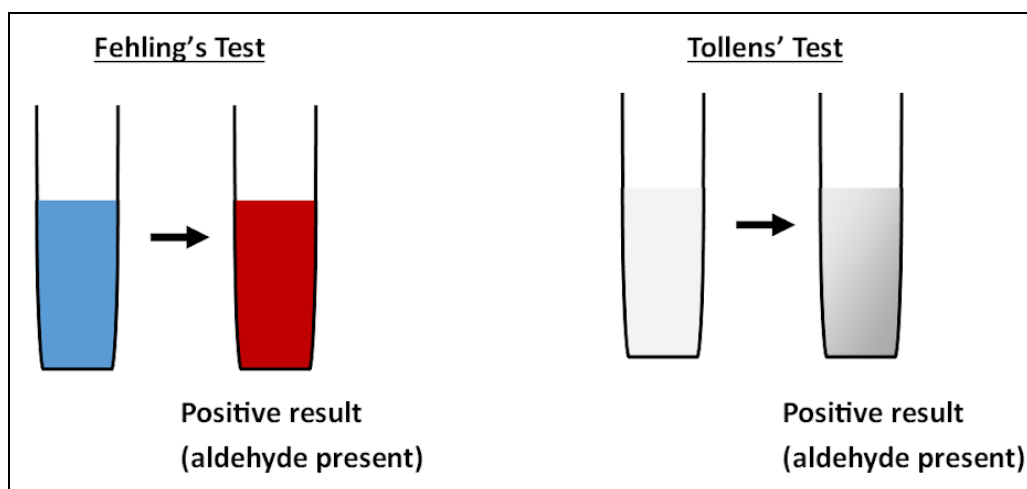 Fehling’s Test
Tollens’ Test
Positive result
(aldehyde present)
Positive result
(aldehyde present)